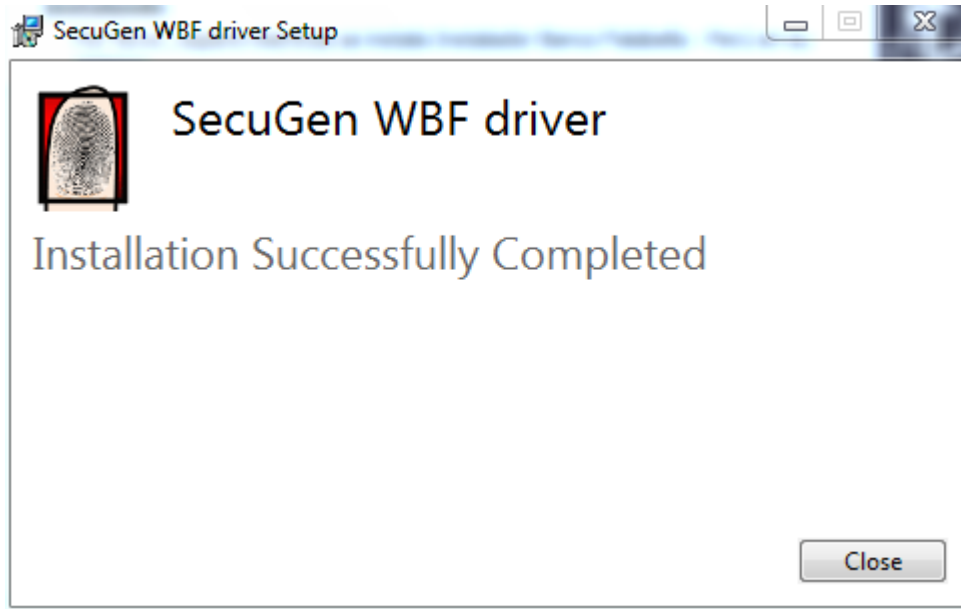 SecuGen WBF driver Setup
SecuGen WBF driver
Installation Successfully Completed
Close